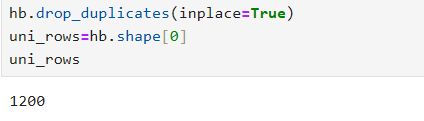 hb.drop_duplicates(inplace=True)
uni_rows=hb.shape[0]
uni_rows
1200